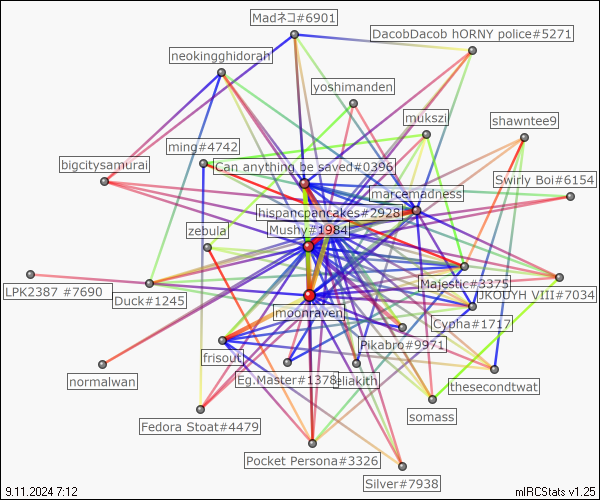 Madネコ#6901
DacobDacob hORNY police#5271
neokingghidorah
yoshimanden
mukszi
shawntee9
ming#4742
bigcitysamurai
Can anything be saved#0396
Swirly Boi#6154
marcemadness
hispancpancakes#2928
zebula
Mushy#1984
LPK2387 #7690
Duck#1245
Majestic#3375
JKOUYH VIII#7034
moonraven
Cypha#1717
Pikabro#9971
frisout
normalwan
Eg.Master#1378
eliakith
thesecondtwat
somass
Fedora Stoat#4479
Pocket Persona#3326
Silver#7938
9.11.2024 7:12
mIRCStats v1.25